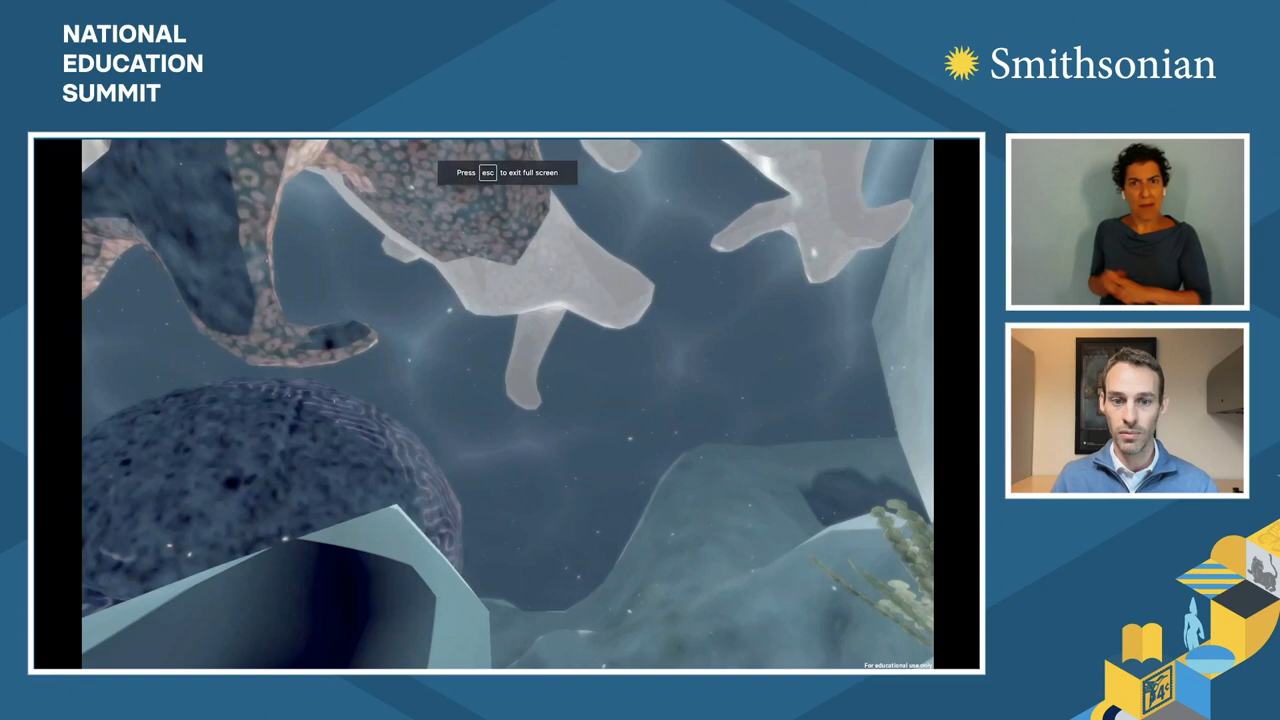 NATIONAL
EDUCATION
SUMMIT
Smithsonian
Press esc to exit full screen
For educational use only